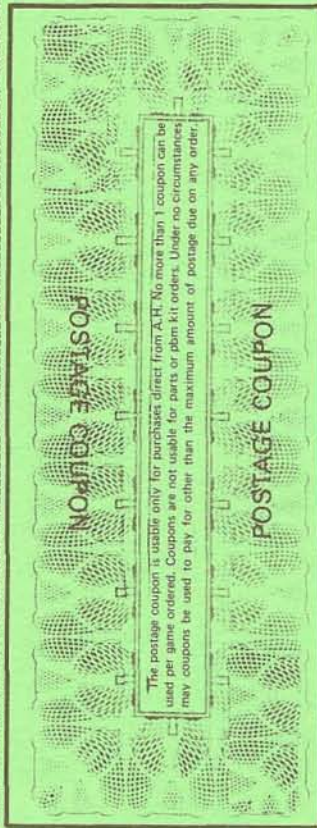 POSTAGE COUPON
The postage coupon is usable only for purchases direct from A.H. No more than 1 coupon can be
used per game ordered. Coupons are not usable for parts or pbm kit orders. Under no circumstances
may coupons be used to pay for other than the maximum amount of postage due on any order.
POSTAGE COUPON